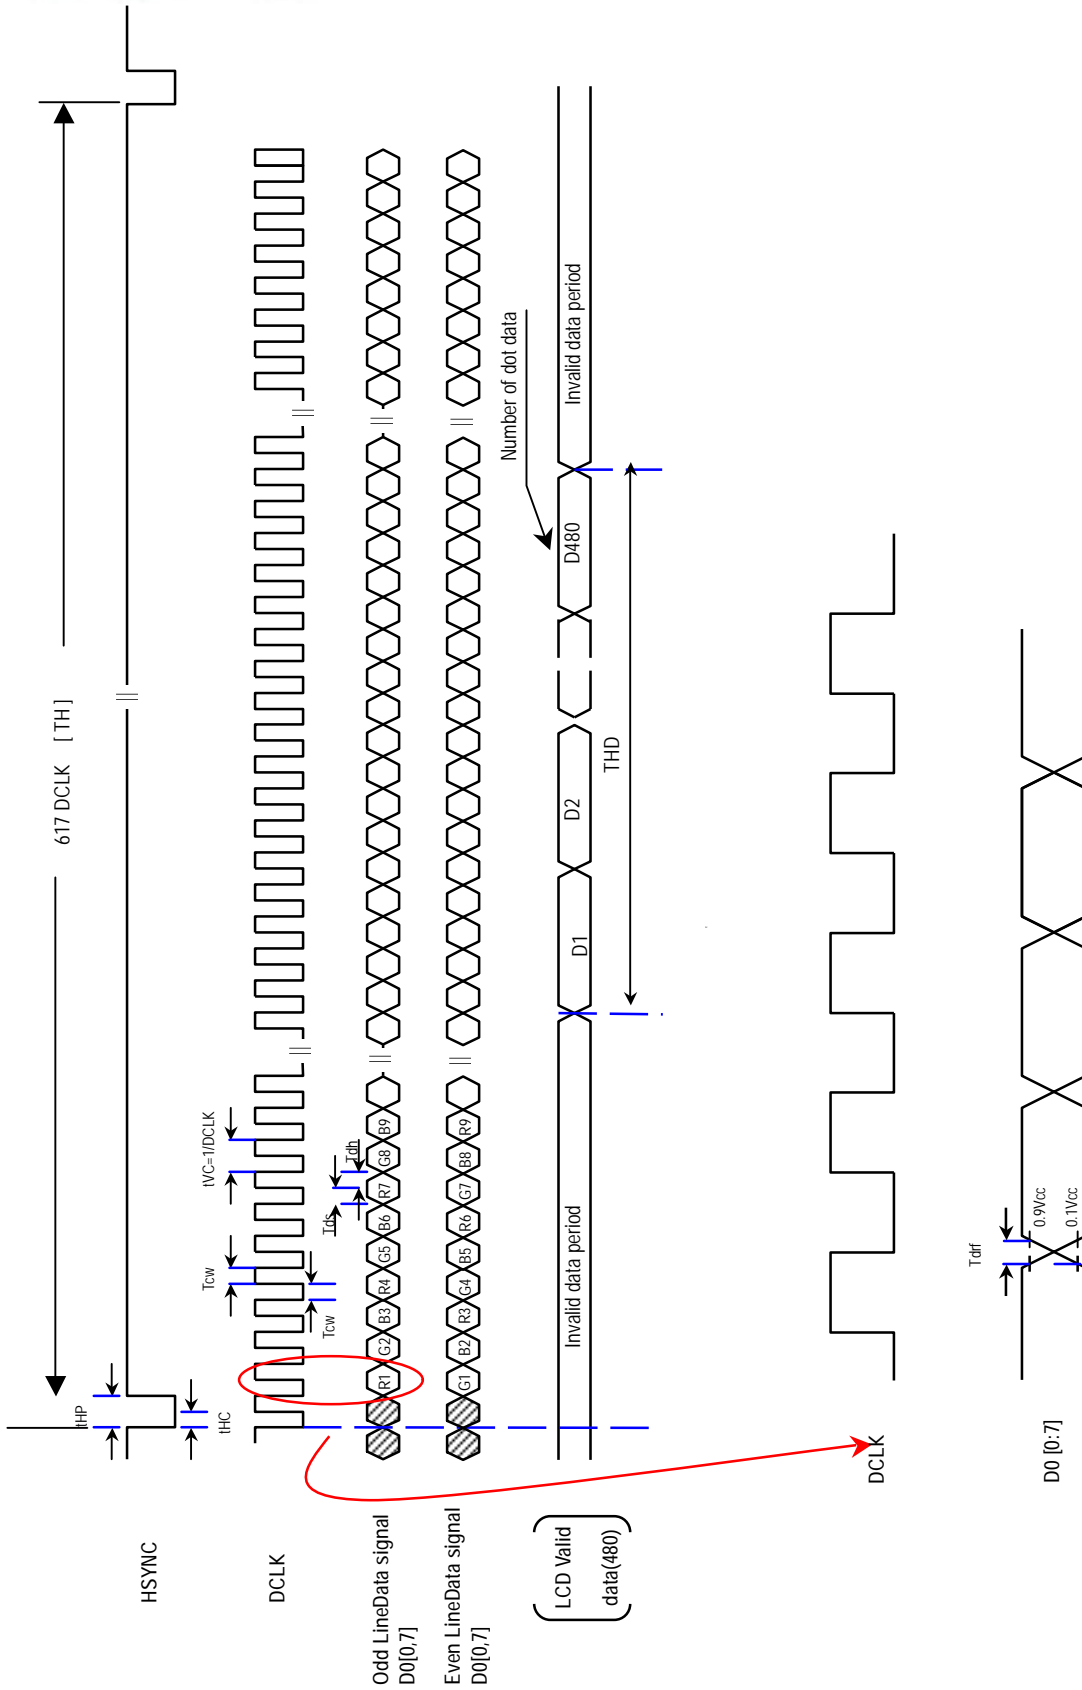 617 DCLK [ TH ]
HSYNC
tHP
tHC
DCLK
Tcw
Tcw
tVC=1/DCLK
Tds
Tdh
Odd LineData signal
D0[0,7]
R1 G2 B3 R4 G5 B6 R7 G8 B9
Even LineData signal
D0[0,7]
G1 B2 R3 G4 B5 R6 G7 B8 R9
Number of dot data
LCD Valid
data(480)
Invalid data period D1 D2 D480 Invalid data period
THD
DCLK
D0 [0:7]
Tdrf
0.9Vcc
0.1Vcc